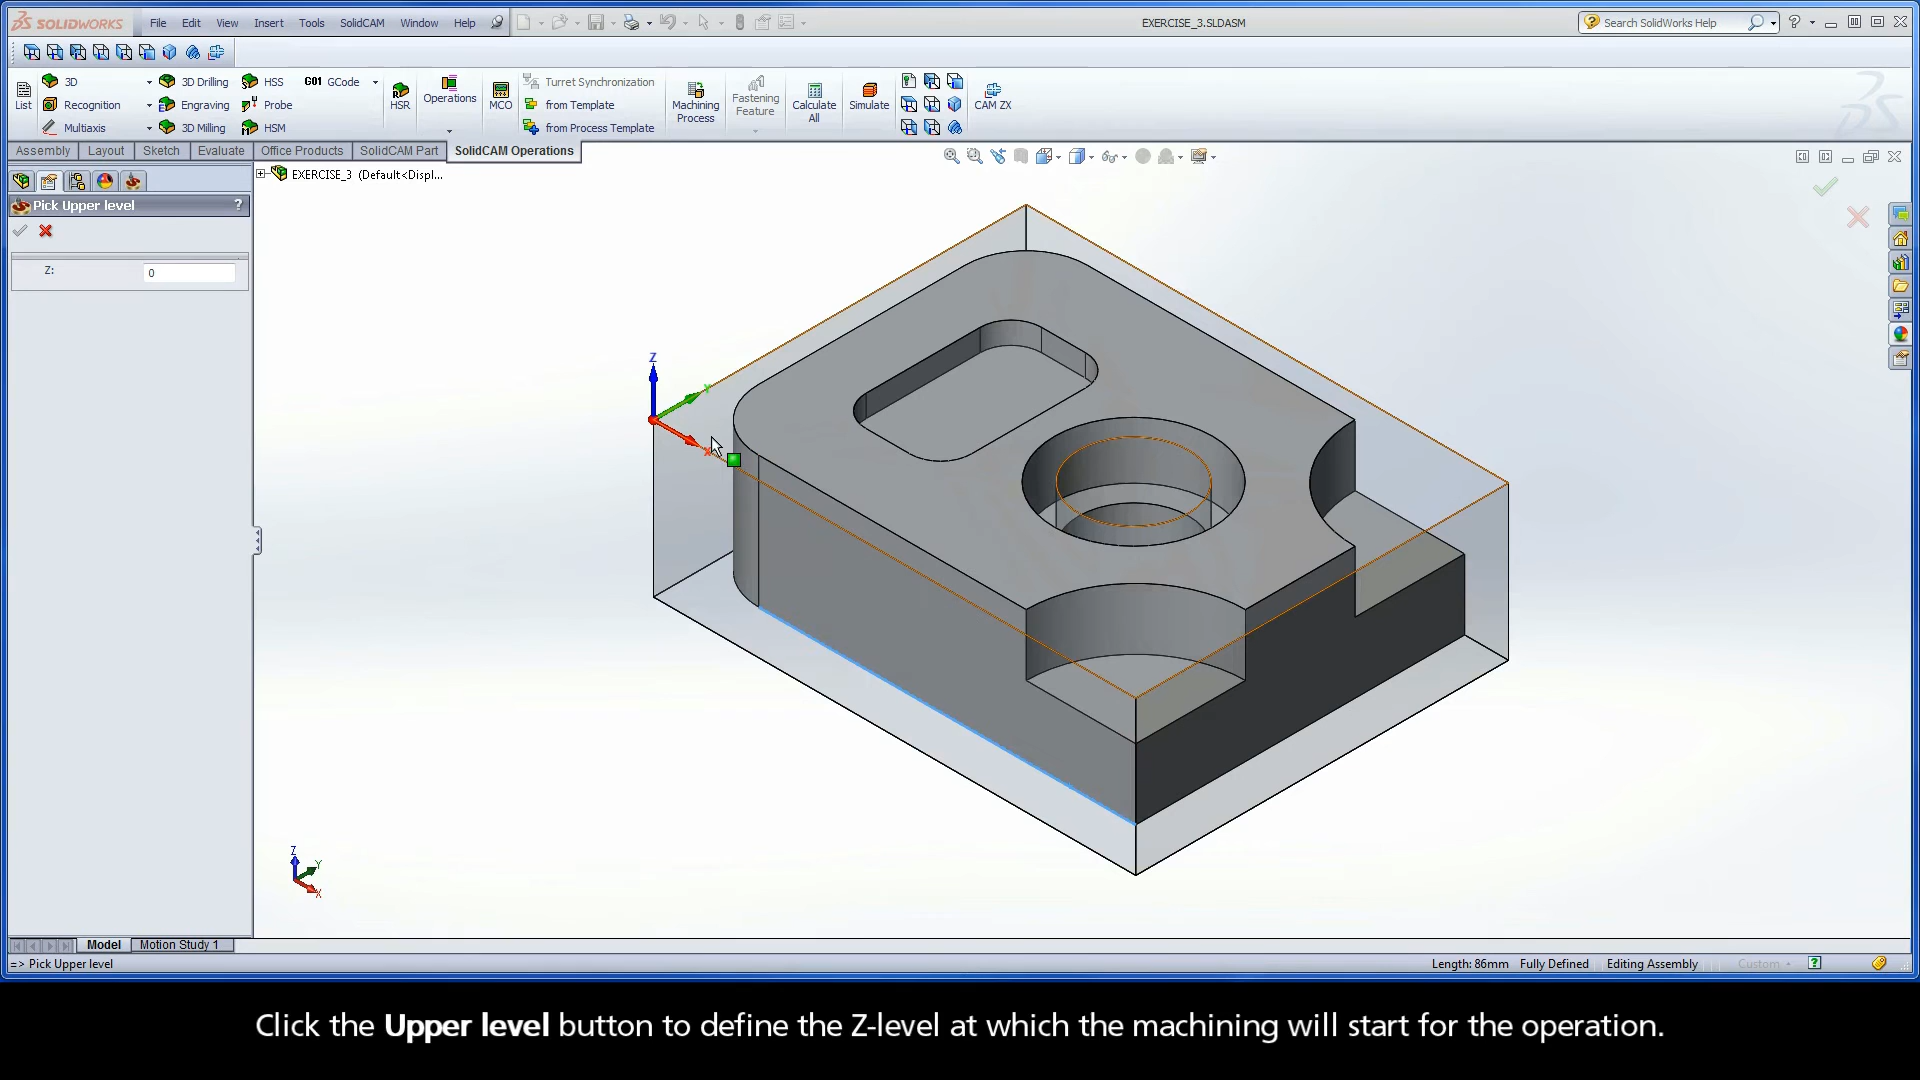 SOLIDWORKS File Edit View Insert Tools SolidCAM Window Help EXERCISE_3.SLDASM Search SolidWorks Help
List 3D Recognition Multiaxis 3D Drilling Engraving 3D Milling HSS Probe HSM G01 GCode HSR Operations MCO Turret Synchronization from Template from Process Template Machining Process Fastening Feature Calculate All Simulate CAM ZX
Assembly Layout Sketch Evaluate Office Products SolidCAM Part SolidCAM Operations
EXERCISE_3 (Default<Displ...
Pick Upper level ?
Z: 0
Z
Y
X
Z
Y
X
Model Motion Study 1
=> Pick Upper level Length: 86mm Fully Defined Editing Assembly Custom
Click the Upper level button to define the Z-level at which the machining will start for the operation.